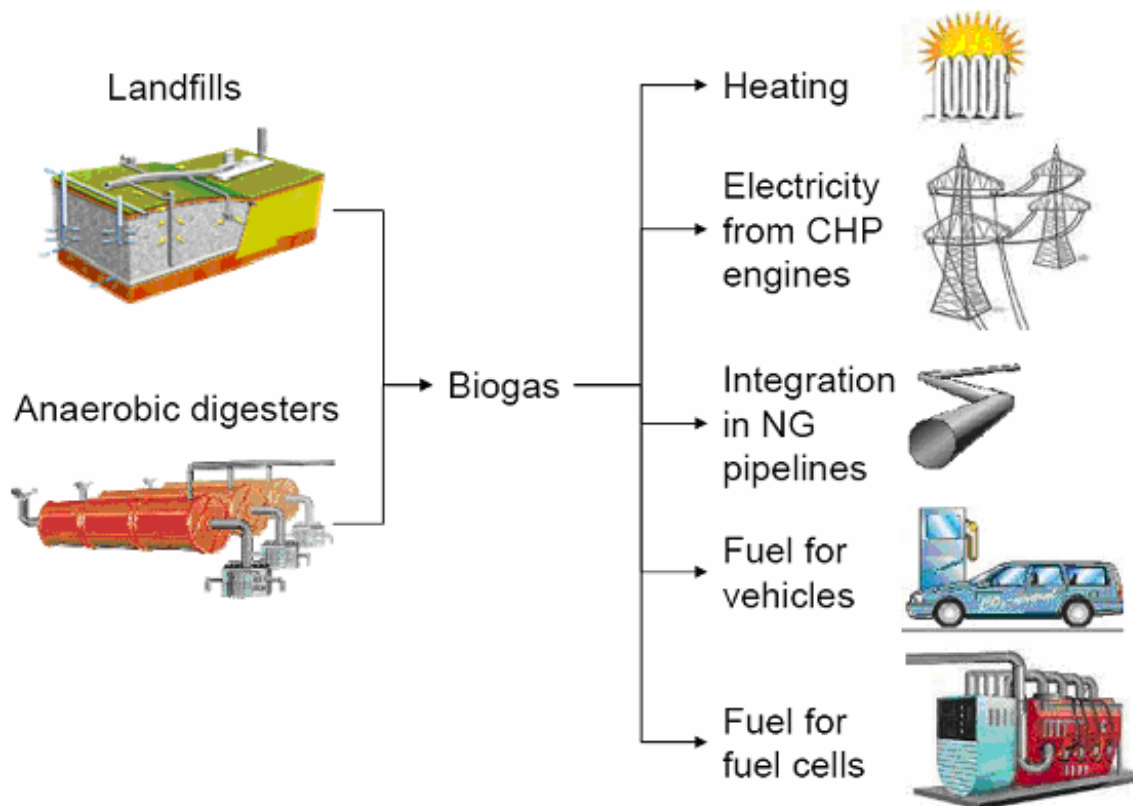 Landfills
Anaerobic digesters
Biogas
Heating
Electricity
from CHP
engines
Integration
in NG
pipelines
Fuel for
vehicles
Fuel for
fuel cells